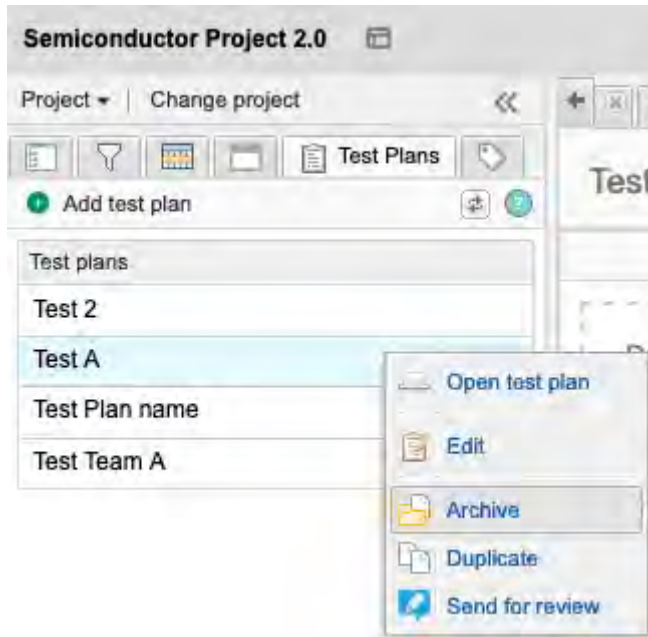 Semiconductor Project 2.0
Project | Change project
Test Plans
Add test plan
Test plans
Test 2
Test A
Test Plan name
Test Team A
Open test plan
Edit
Archive
Duplicate
Send for review
Test